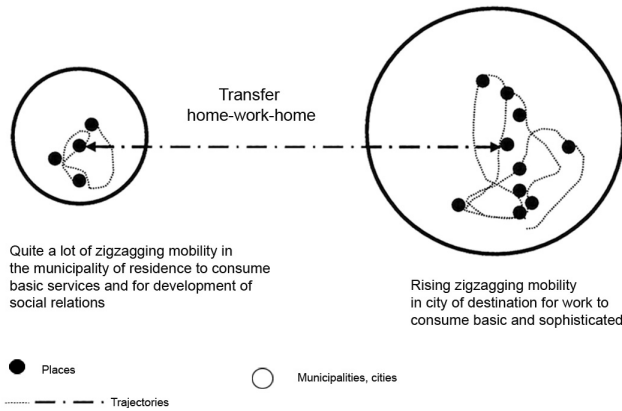 Transfer
home-work-home
Quite a lot of zigzagging mobility in
the municipality of residence to consume
basic services and for development of
social relations
Rising zigzagging mobility
in city of destination for work to
consume basic and sophisticated
Places
Municipalities, cities
Trajectories